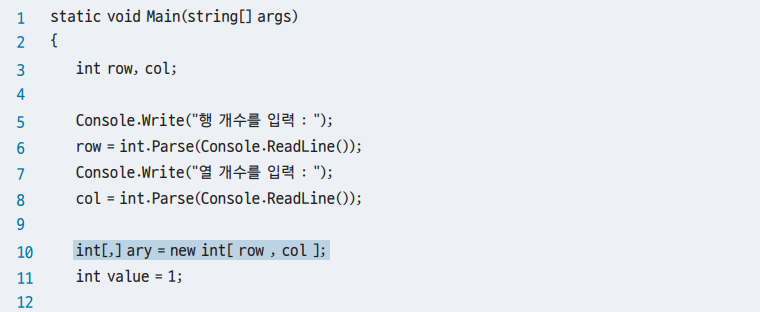 1 static void Main(string[] args)
2 {
3 int row, col;
4
5 Console.Write("행 개수를 입력 : ");
6 row = int.Parse(Console.ReadLine());
7 Console.Write("열 개수를 입력 : ");
8 col = int.Parse(Console.ReadLine());
9
10 int[,] ary = new int[ row , col ];
11 int value = 1;
12